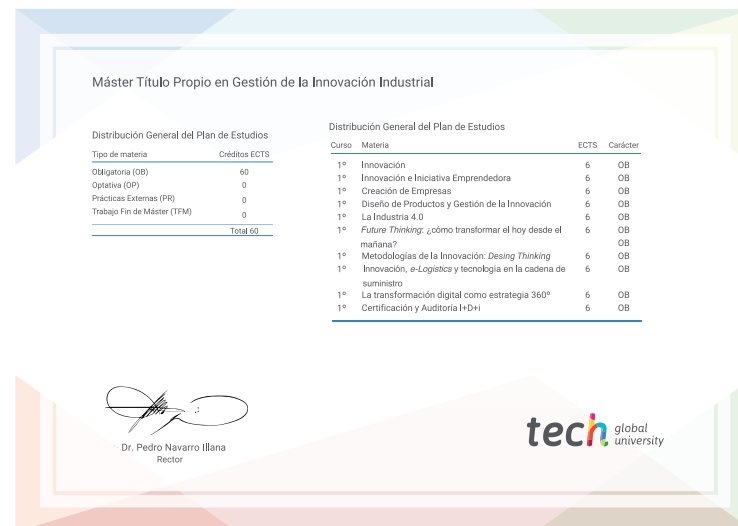 Máster Título Propio en Gestión de la Innovación Industrial
Distribución General del Plan de Estudios
Tipo de materia Créditos ECTS
Obligatoria (OB) 60
Optativa (OP) 0
Prácticas Externas (PR) 0
Trabajo Fin de Máster (TFM) 0
Total 60
Distribución General del Plan de Estudios
Curso Materia ECTS Carácter
1º Innovación 6 OB
1º Innovación e Iniciativa Emprendedora 6 OB
1º Creación de Empresas 6 OB
1º Diseño de Productos y Gestión de la Innovación 6 OB
1º La Industria 4.0 6 OB
1º Future Thinking: ¿cómo transformar el hoy desde el 6 OB
mañana? OB
1º Metodologías de la Innovación: Desing Thinking 6 OB
1º Innovación, e-Logistics y tecnología en la cadena de 6 OB
suministro
1º La transformación digital como estrategia 360º 6 OB
1º Certificación y Auditoría I+D+i 6 OB
Dr. Pedro Navarro Illana
Rector
tech global
university